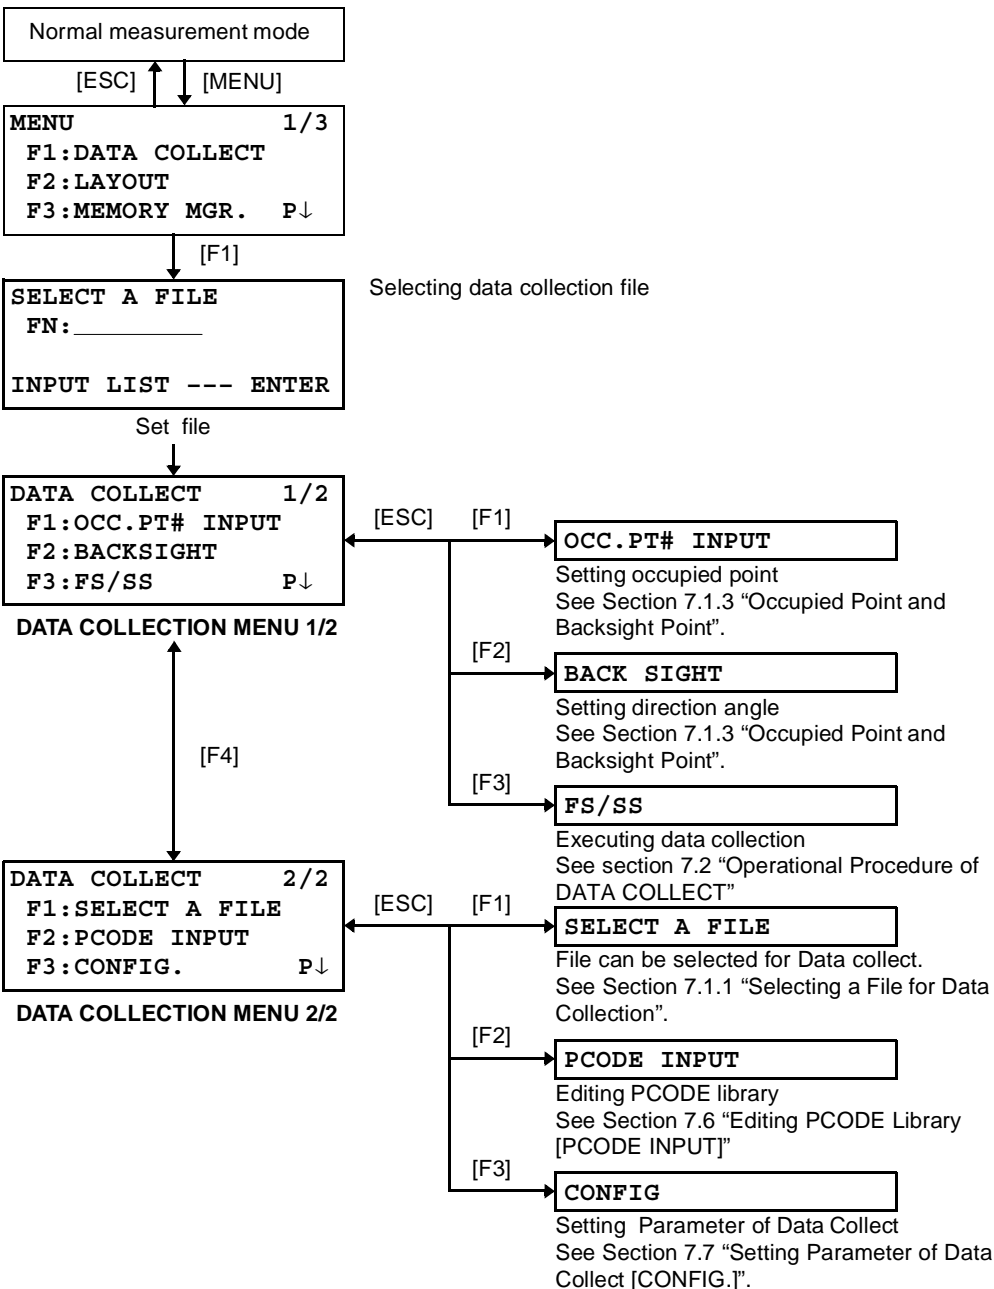 Normal measurement mode
[ESC] [MENU]
MENU 1/3
F1:DATA COLLECT
F2:LAYOUT
F3:MEMORY MGR. P↓
[F1]
SELECT A FILE
FN:_________
INPUT LIST --- ENTER
Selecting data collection file
Set file
DATA COLLECT 1/2
F1:OCC.PT# INPUT
F2:BACKSIGHT
F3:FS/SS P↓
DATA COLLECTION MENU 1/2
[ESC] [F1]
OCC.PT# INPUT
Setting occupied point
See Section 7.1.3 “Occupied Point and
Backsight Point”.
[F2]
BACK SIGHT
Setting direction angle
See Section 7.1.3 “Occupied Point and
Backsight Point”.
[F3]
FS/SS
Executing data collection
See section 7.2 “Operational Procedure of
DATA COLLECT”
[F4]
DATA COLLECT 2/2
F1:SELECT A FILE
F2:PCODE INPUT
F3:CONFIG. P↓
DATA COLLECTION MENU 2/2
[ESC] [F1]
SELECT A FILE
File can be selected for Data collect.
See Section 7.1.1 “Selecting a File for Data
Collection”.
[F2]
PCODE INPUT
Editing PCODE library
See Section 7.6 “Editing PCODE Library
[PCODE INPUT]”
[F3]
CONFIG
Setting Parameter of Data Collect
See Section 7.7 “Setting Parameter of Data
Collect [CONFIG.]”.